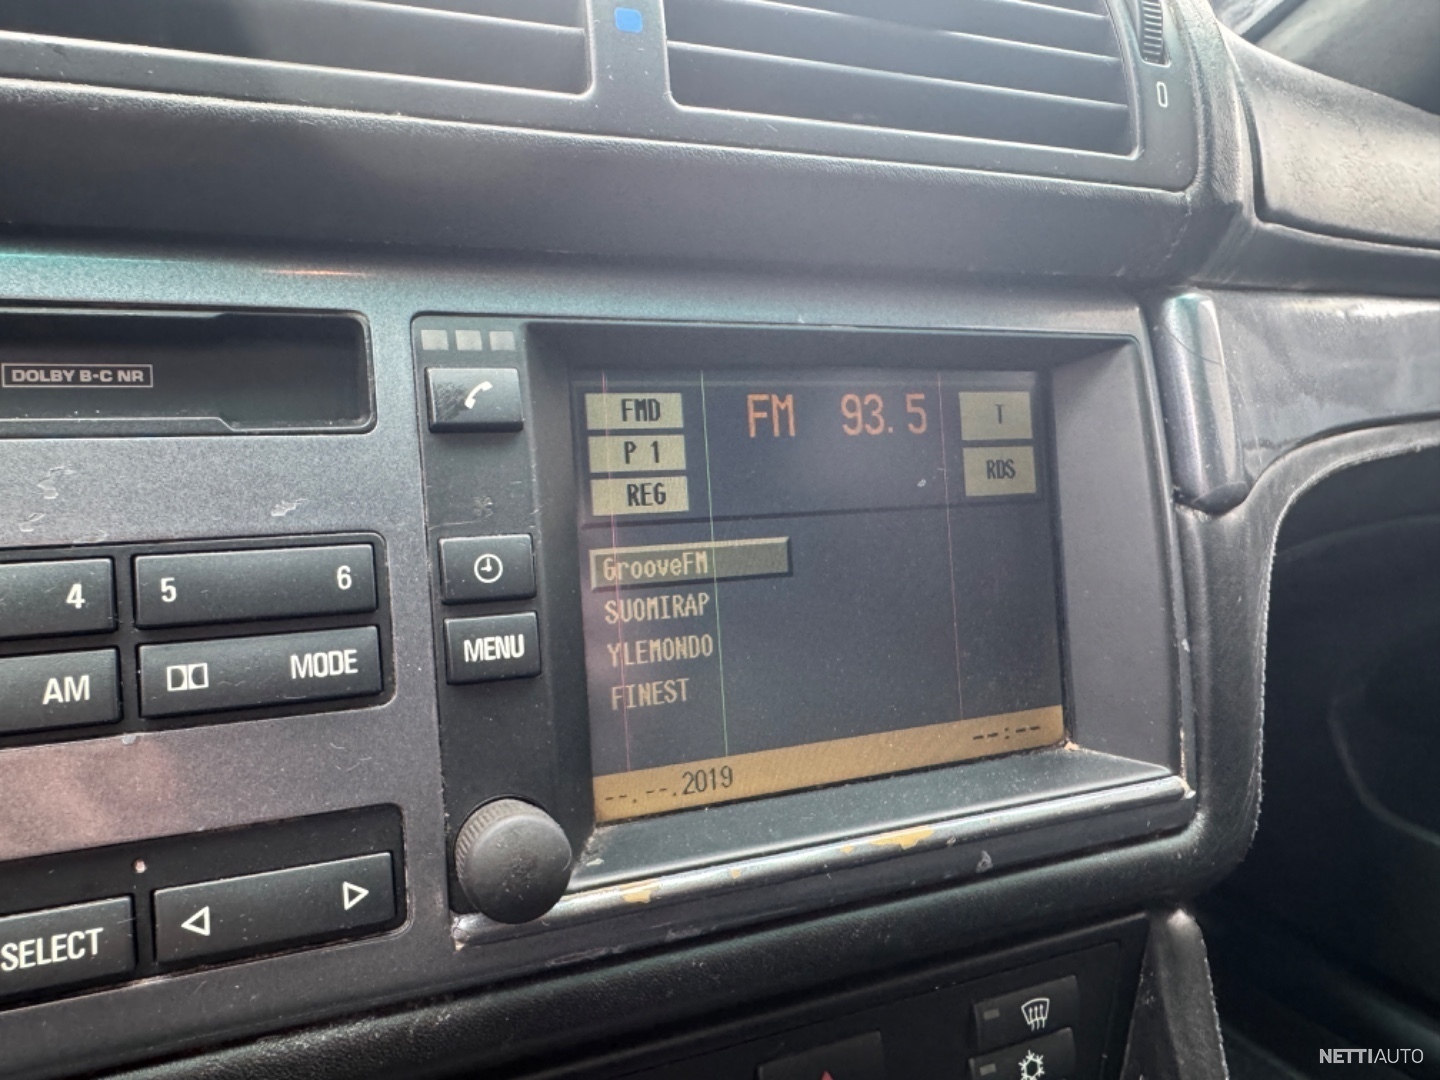 DOLBY B-C NR
FMD
FM 93.5
T
P 1
RDS
REG
GrooveFM
SUOMIRAP
YLEMONDO
FINEST
--:--
--.--.2019
4
5 6
AM
MODE
MENU
SELECT
NETTIAUTO